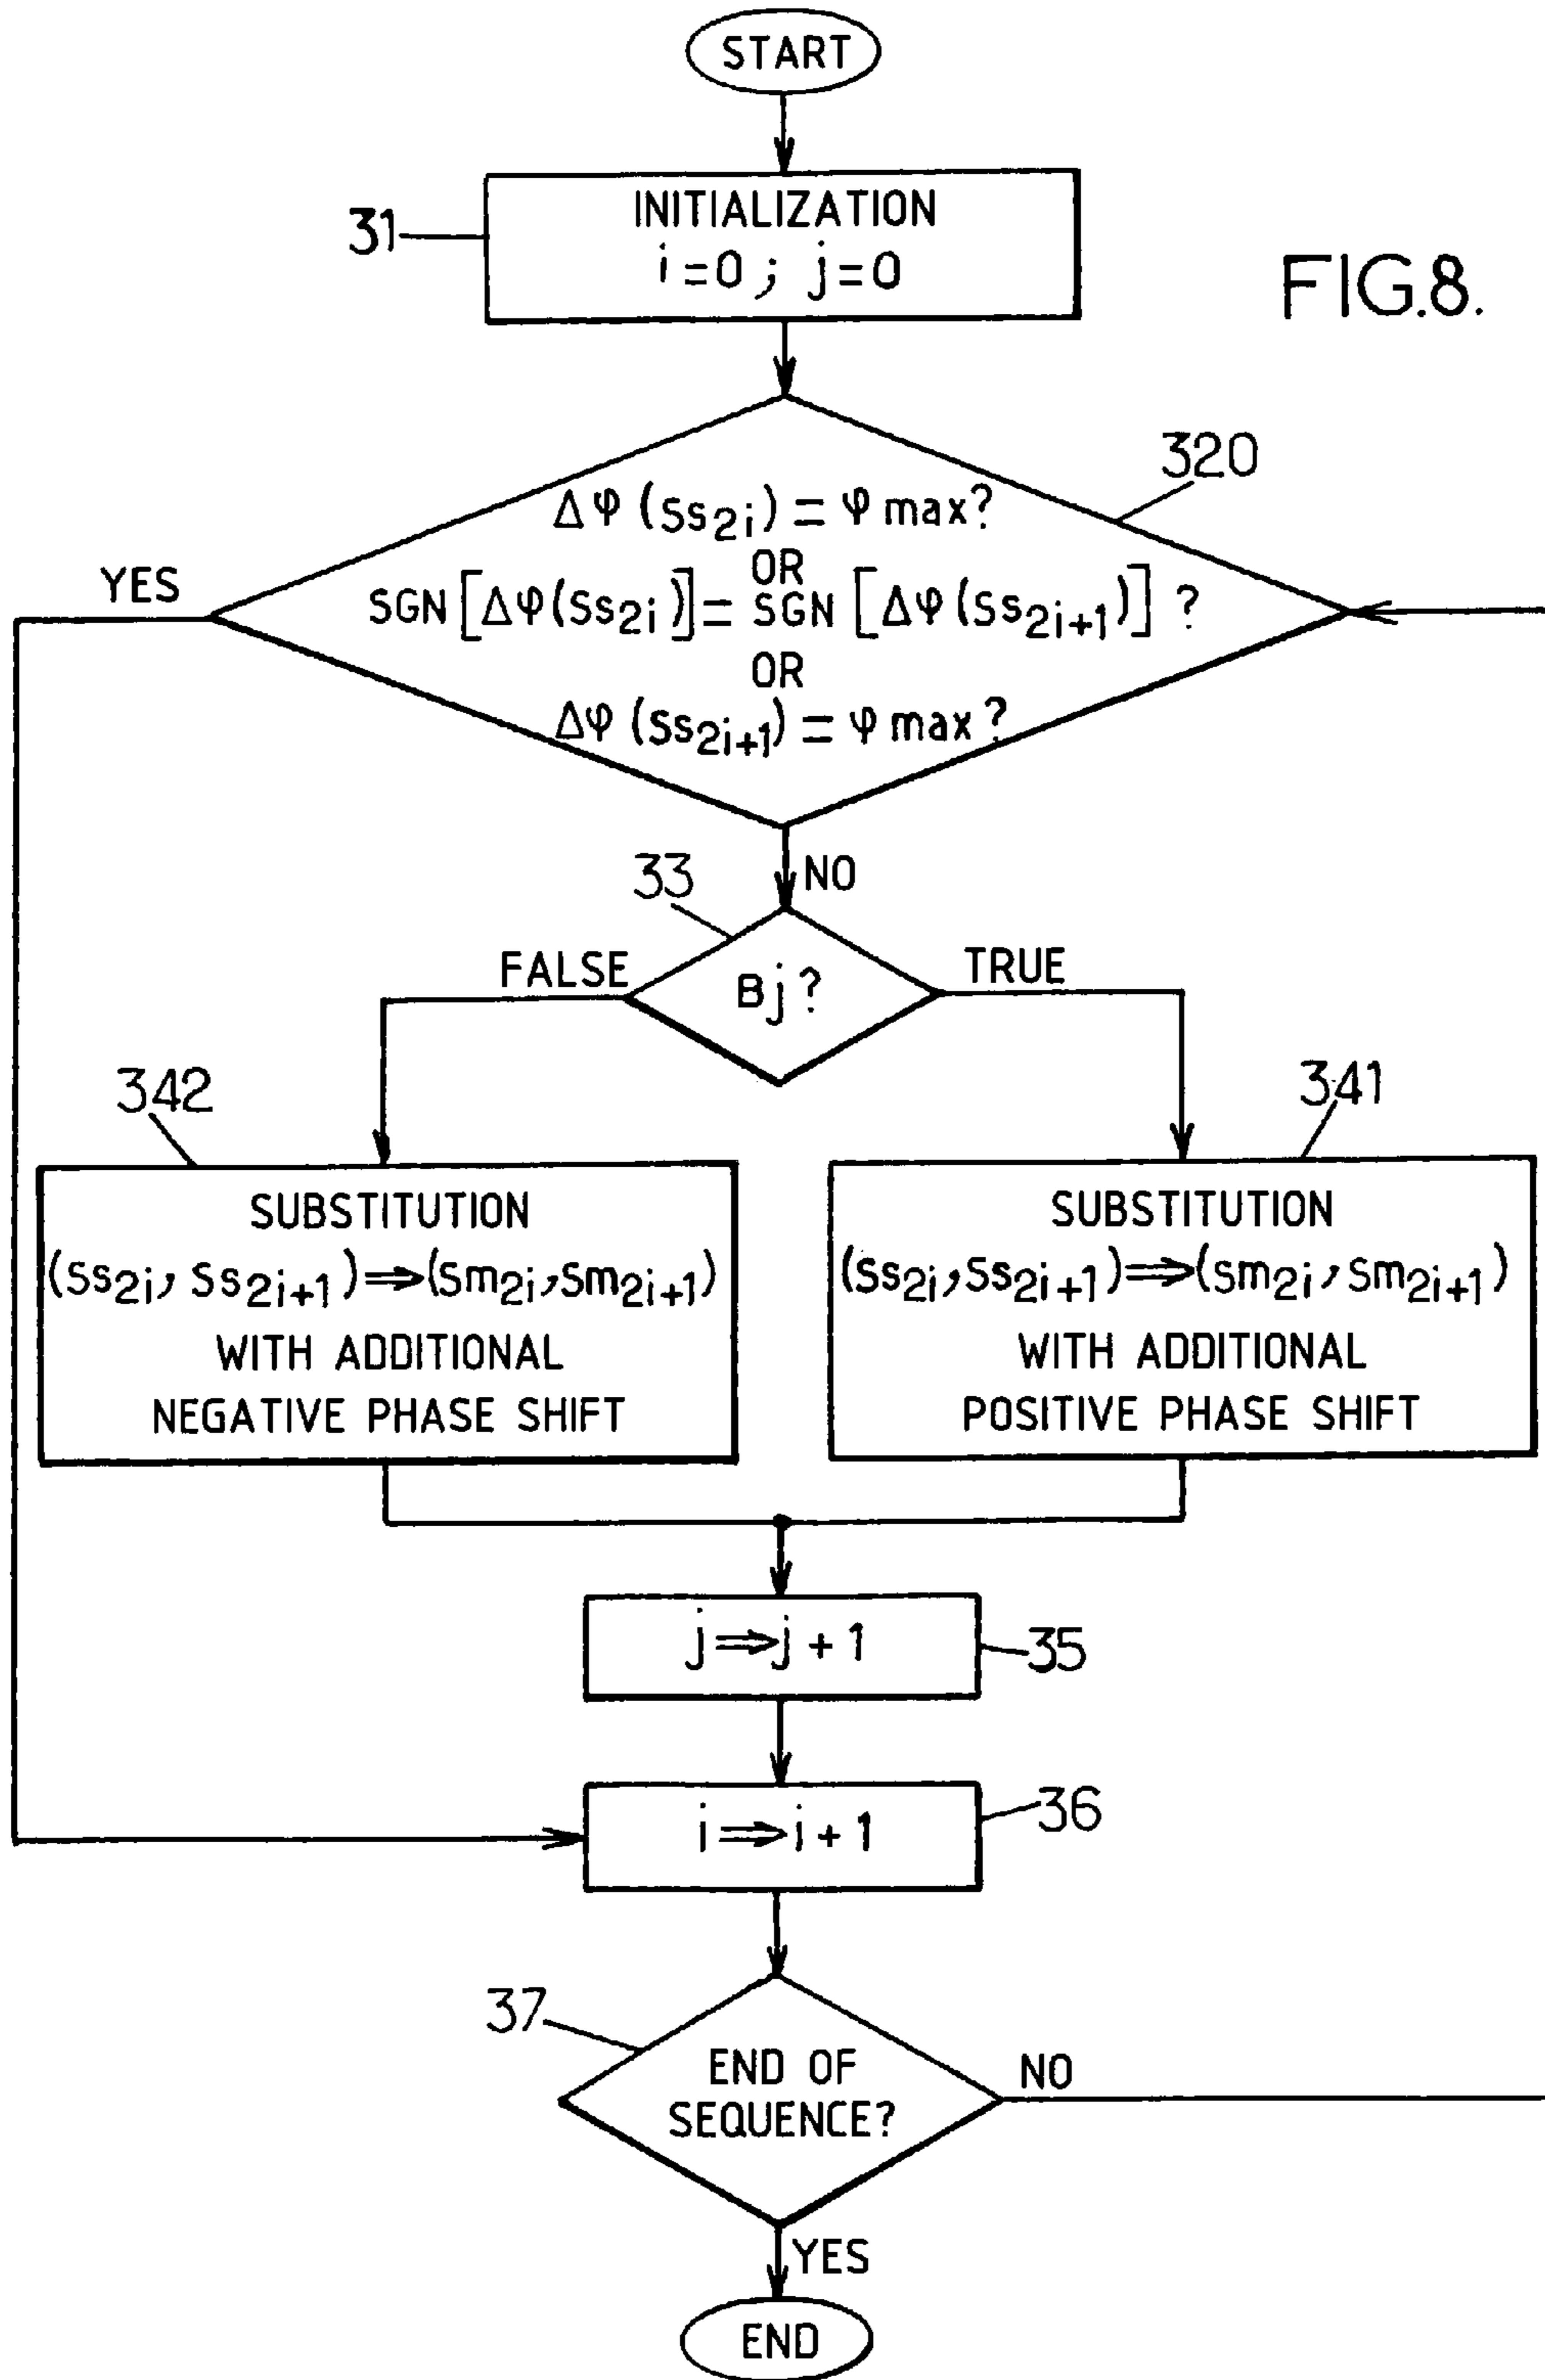 START
31
INITIALIZATION
i=0 ; j=0
FIG.8.
320
Δφ (Ss2i) = φ max?
OR
YES
SGN [Δφ(Ss2i)] = SGN [Δφ(Ss2i+1)] ?
OR
Δφ (Ss2i+1) = φ max?
NO
33
FALSE
Bj?
TRUE
342
341
SUBSTITUTION
(Ss2i, Ss2i+1) ⇒ (Sm2i, Sm2i+1)
WITH ADDITIONAL
NEGATIVE PHASE SHIFT
SUBSTITUTION
(Ss2i, Ss2i+1) ⇒ (Sm2i, Sm2i+1)
WITH ADDITIONAL
POSITIVE PHASE SHIFT
j ⇒ j + 1
35
i ⇒ i + 1
36
37
END OF
SEQUENCE?
NO
YES
END